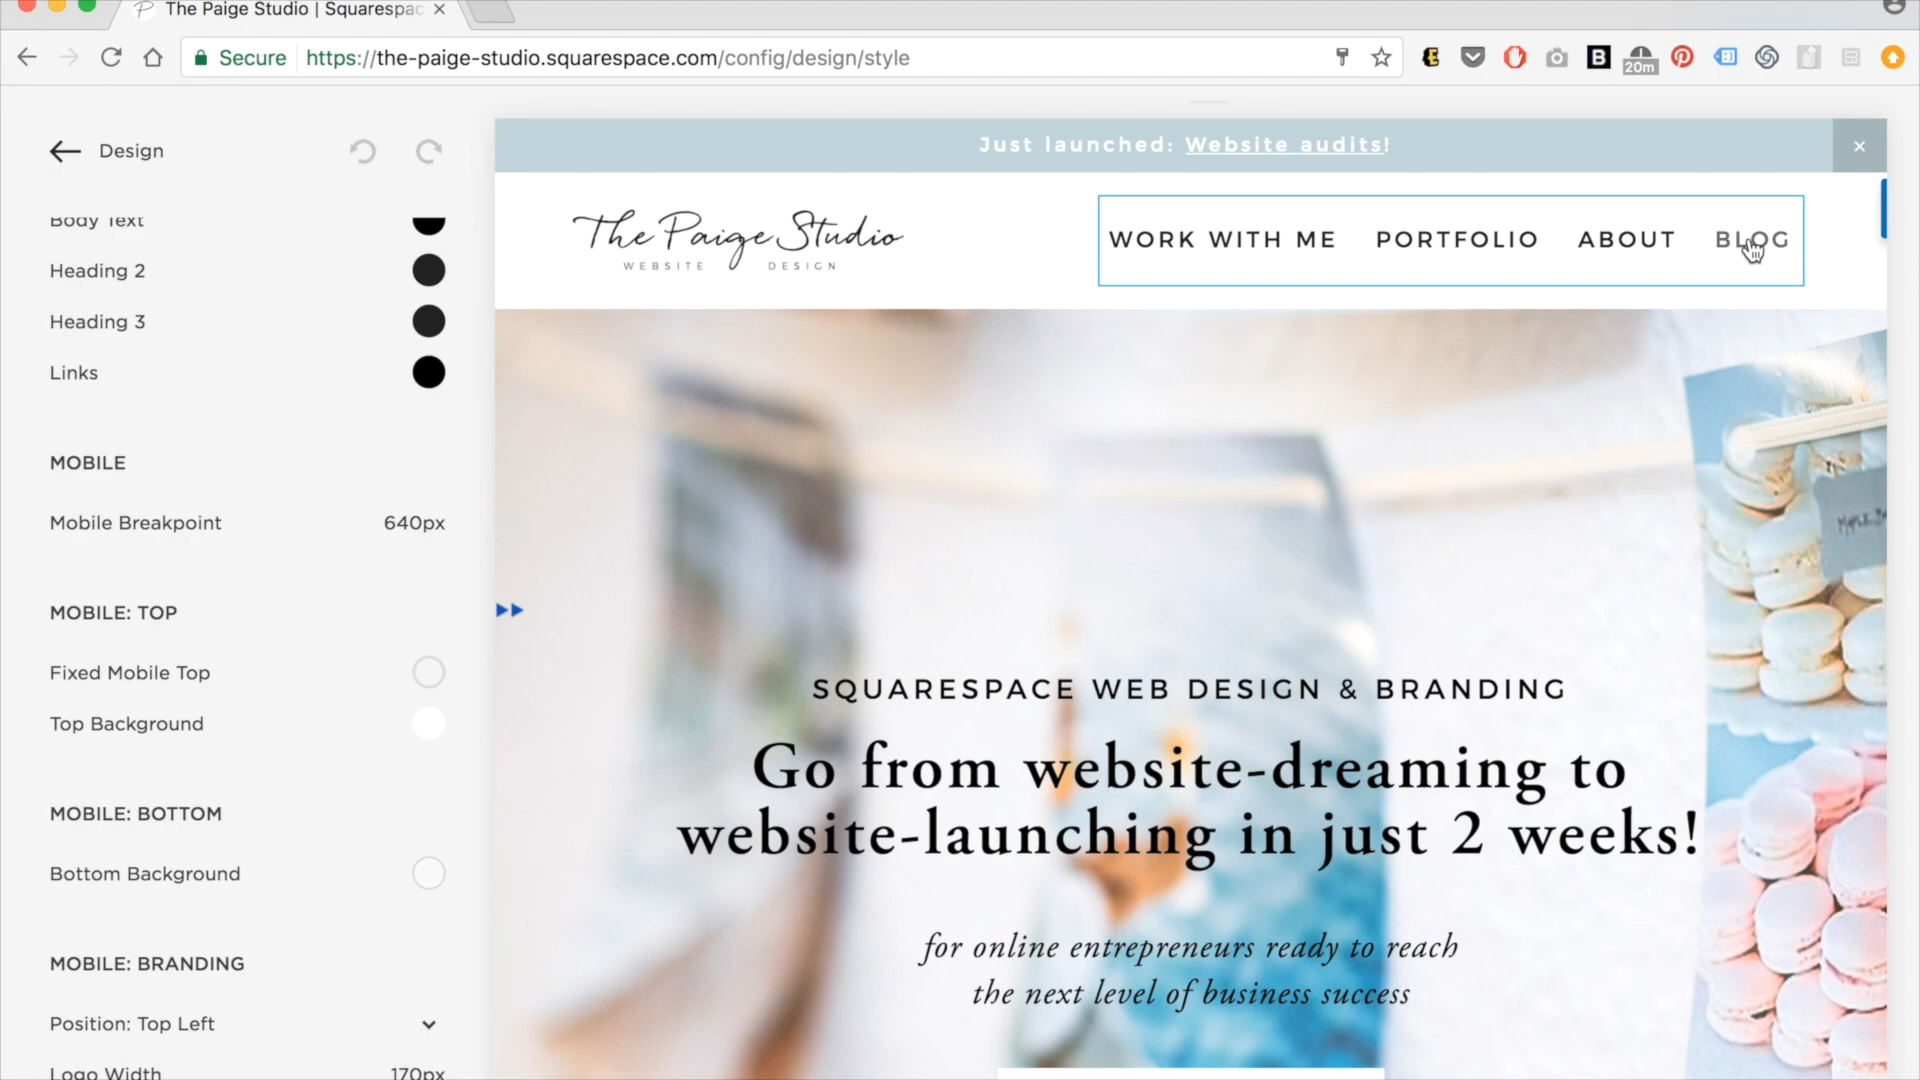 The Paige Studio | Squarespac
Secure
https://the-paige-studio.squarespace.com/config/design/style
B
20m
Design
Body Text
Heading 2
Heading 3
Links
MOBILE
Mobile Breakpoint 640px
MOBILE: TOP
Fixed Mobile Top
Top Background
MOBILE: BOTTOM
Bottom Background
MOBILE: BRANDING
Position: Top Left
Logo Width 170px
Just launched: Website audits!
The Paige Studio
WEBSITE DESIGN
WORK WITH ME PORTFOLIO ABOUT BLOG
SQUARESPACE WEB DESIGN & BRANDING
Go from website-dreaming to
website-launching in just 2 weeks!
for online entrepreneurs ready to reach
the next level of business success